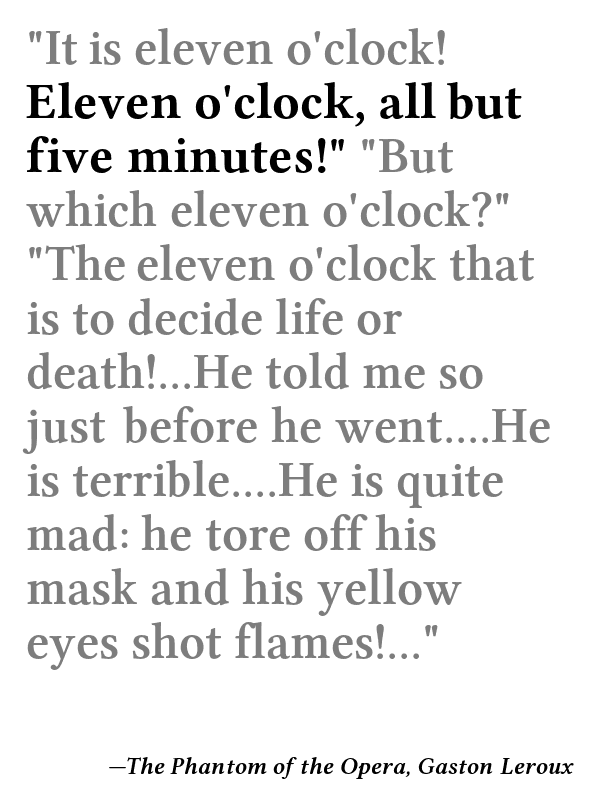 "It is eleven o'clock!
Eleven o'clock, all but
five minutes!" "But
which eleven o'clock?"
"The eleven o'clock that
is to decide life or
death!...He told me so
just before he went....He
is terrible....He is quite
mad: he tore off his
mask and his yellow
eyes shot flames!..."
—The Phantom of the Opera, Gaston Leroux